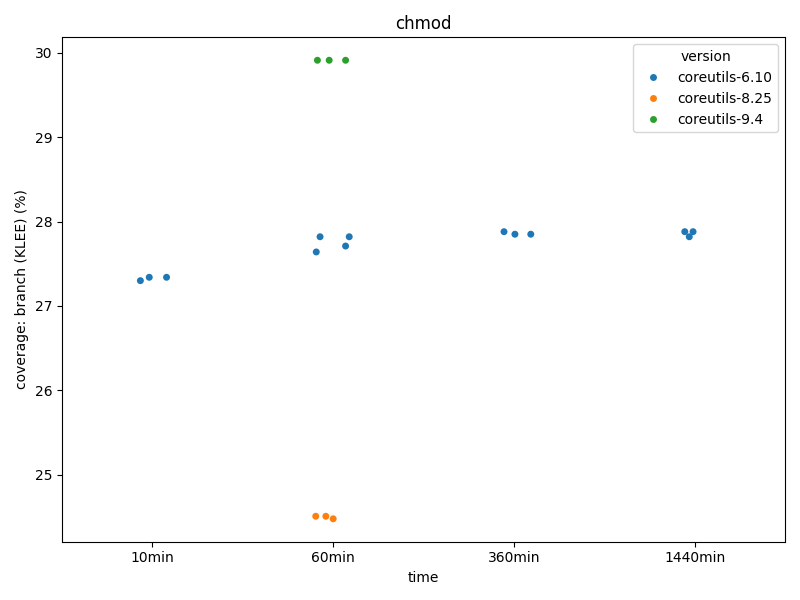 chmod
30
29
28
27
26
25
coverage: branch (KLEE) (%)
version
coreutils-6.10
coreutils-8.25
coreutils-9.4
10min
60min
360min
1440min
time